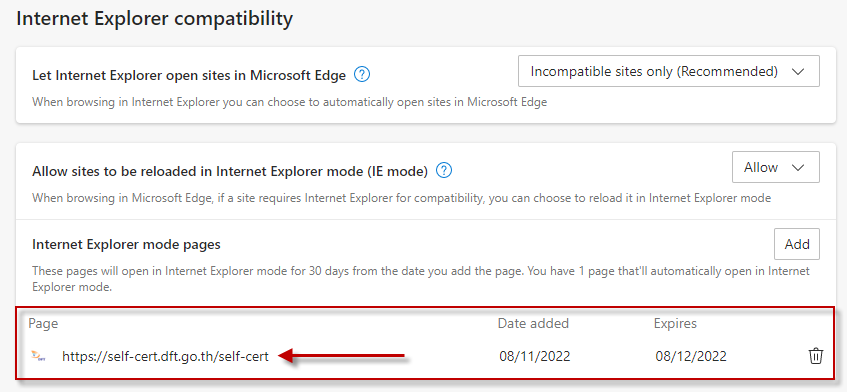 Internet Explorer compatibility
Let Internet Explorer open sites in Microsoft Edge ?
Incompatible sites only (Recommended)
When browsing in Internet Explorer you can choose to automatically open sites in Microsoft Edge
Allow sites to be reloaded in Internet Explorer mode (IE mode) ?
Allow
When browsing in Microsoft Edge, if a site requires Internet Explorer for compatibility, you can choose to reload it in Internet Explorer mode
Internet Explorer mode pages
Add
These pages will open in Internet Explorer mode for 30 days from the date you add the page. You have 1 page that'll automatically open in Internet
Explorer mode.
Page Date added Expires
https://self-cert.dft.go.th/self-cert 08/11/2022 08/12/2022